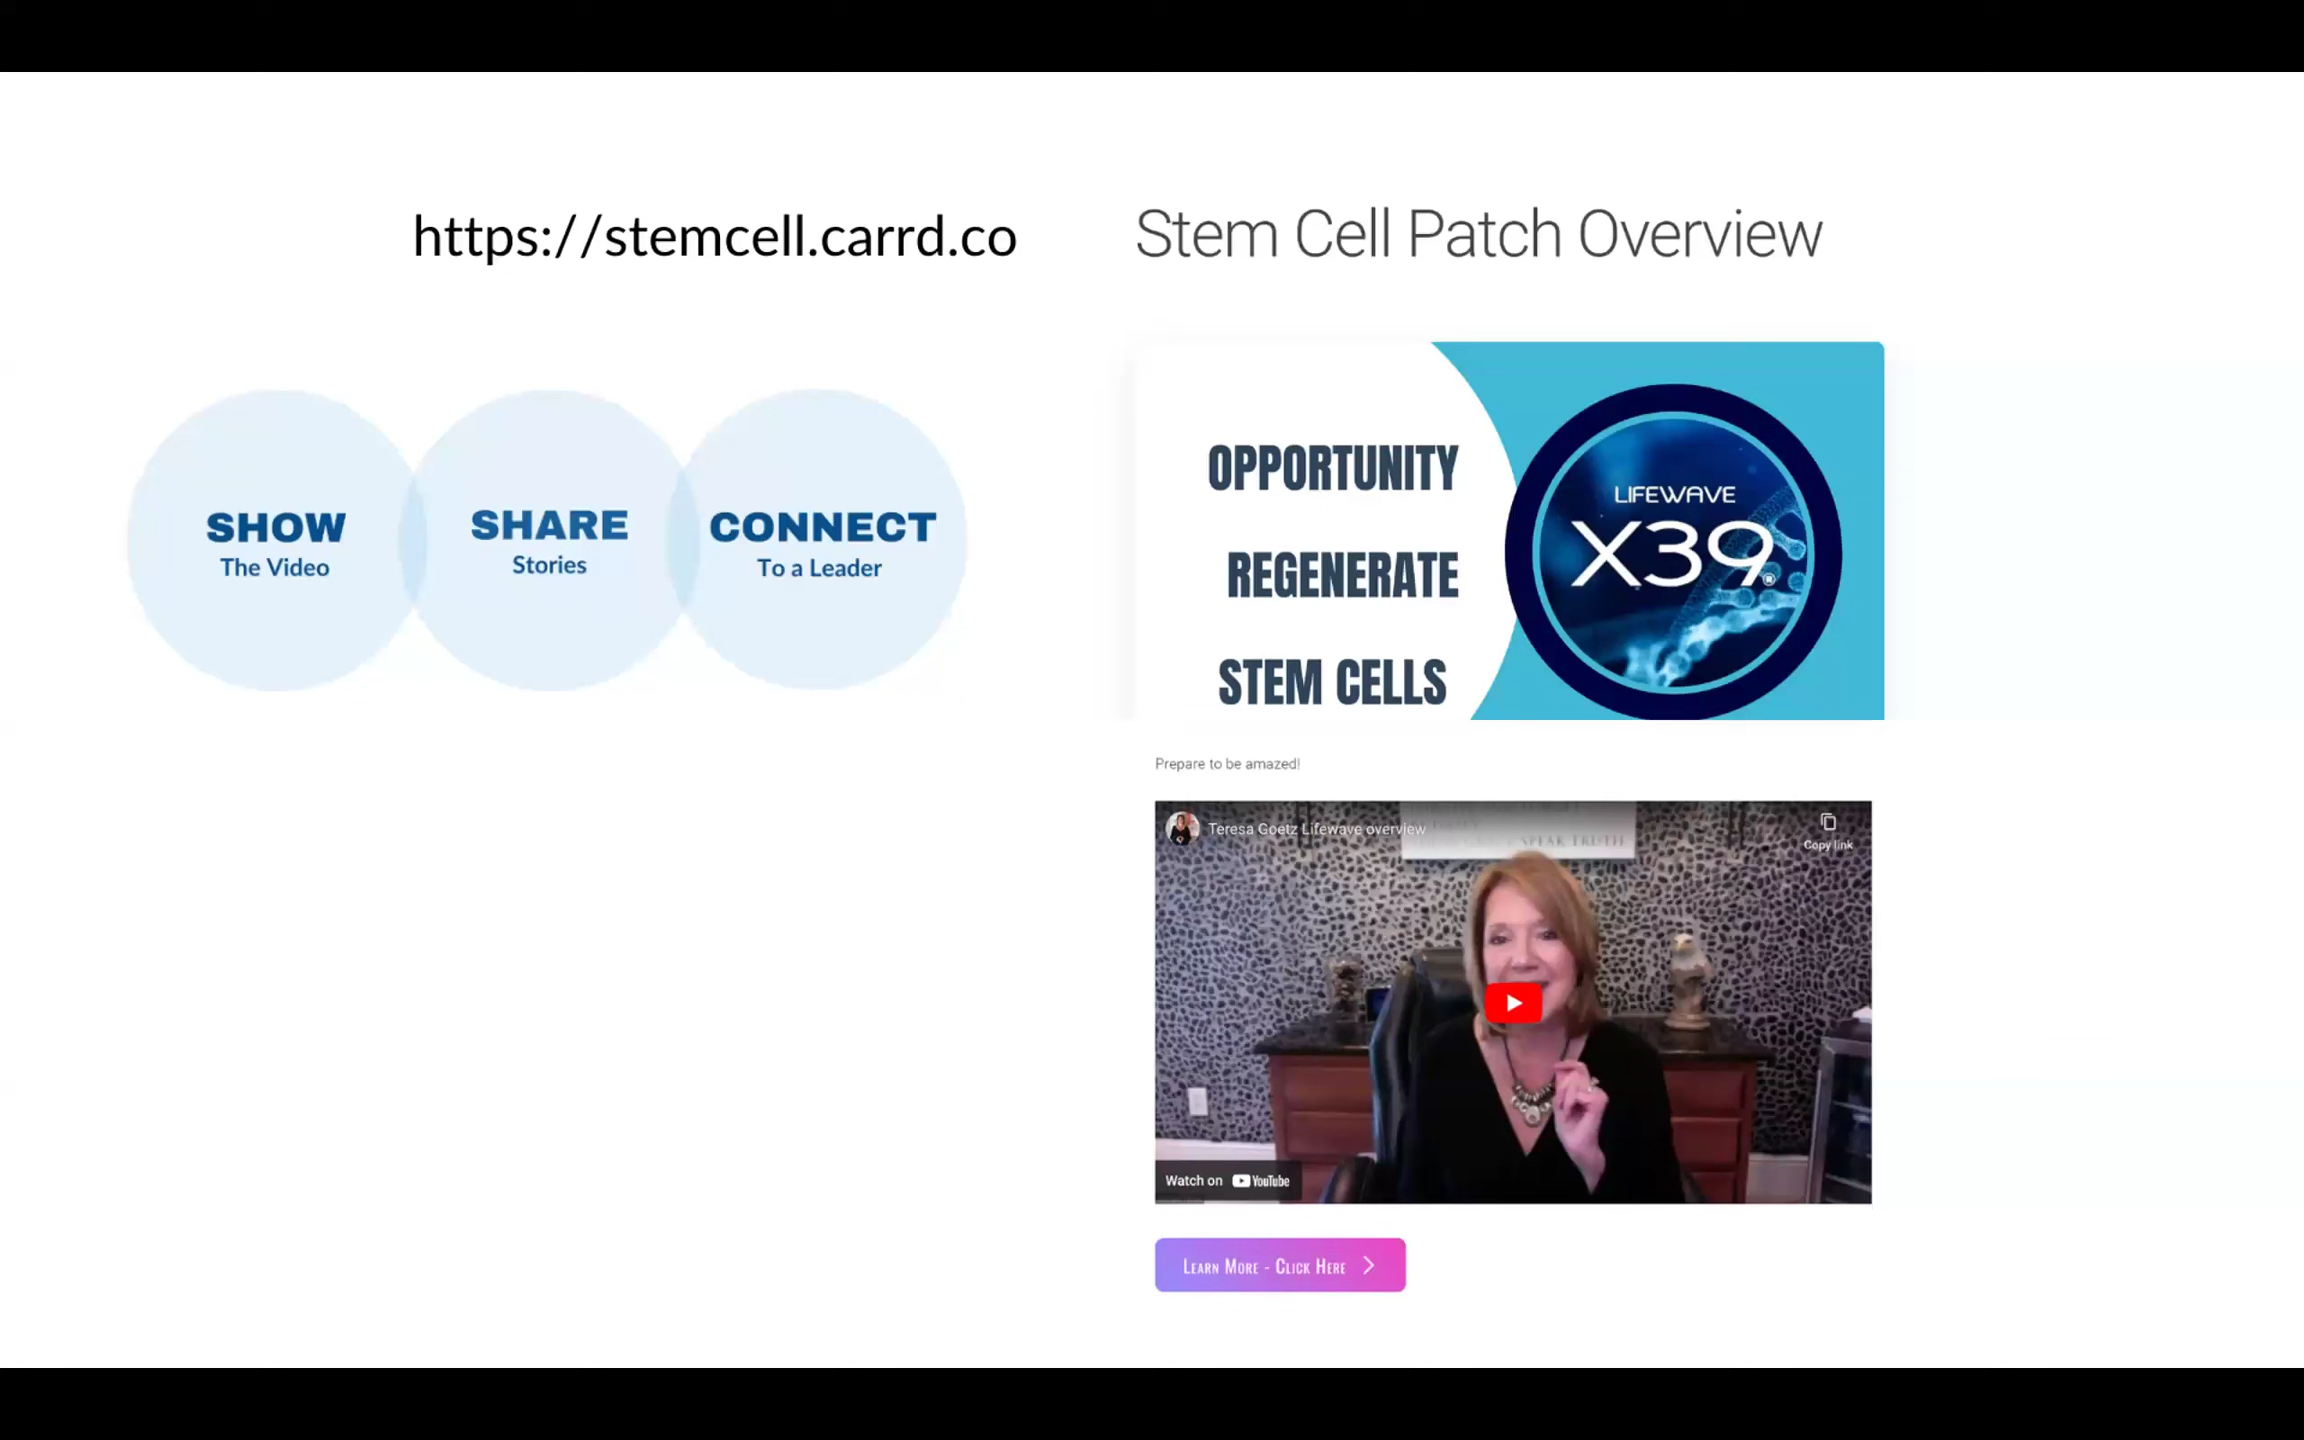 https://stemcell.carrd.co
SHOW
The Video
SHARE
Stories
CONNECT
To a Leader
Stem Cell Patch Overview
OPPORTUNITY
REGENERATE
STEM CELLS
LIFEWAVE
X39®
Prepare to be amazed!
Teresa Goetz Lifewave overview
SPEAK TRUTH
Copy link
Watch on YouTube
Learn More - Click Here